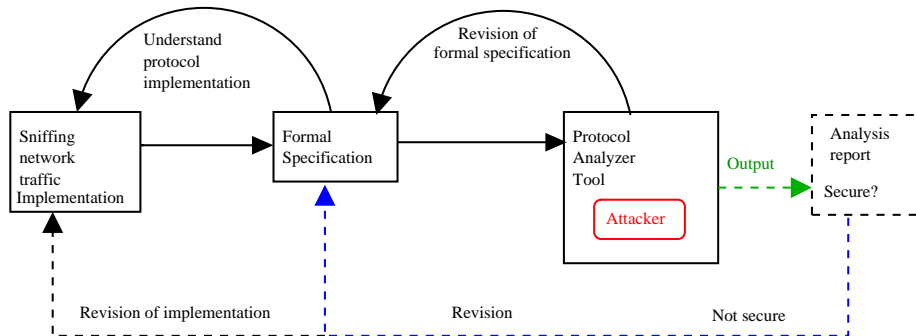 Understand
protocol
implementation
Revision of
formal specification
Sniffing
network
traffic
Implementation
Formal
Specification
Protocol
Analyzer
Tool
Attacker
Output
Analysis
report
Secure?
Revision of implementation
Revision
Not secure